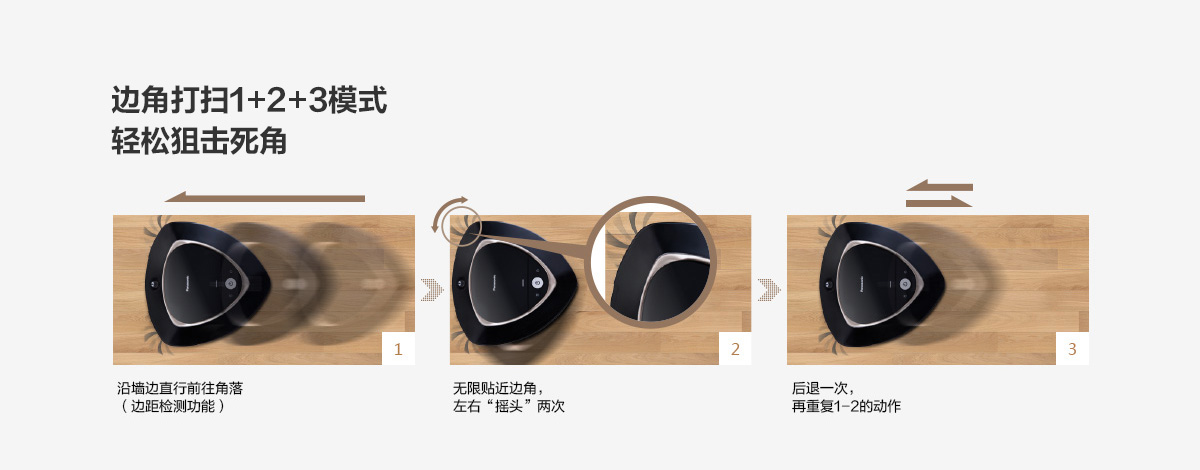 边角打扫1+2+3模式
轻松狙击死角
Panasonic
1
Panasonic
2
Panasonic
3
沿墙边直行前往角落
（边距检测功能）
无限贴近边角，
左右“摇头”两次
后退一次，
再重复1-2的动作